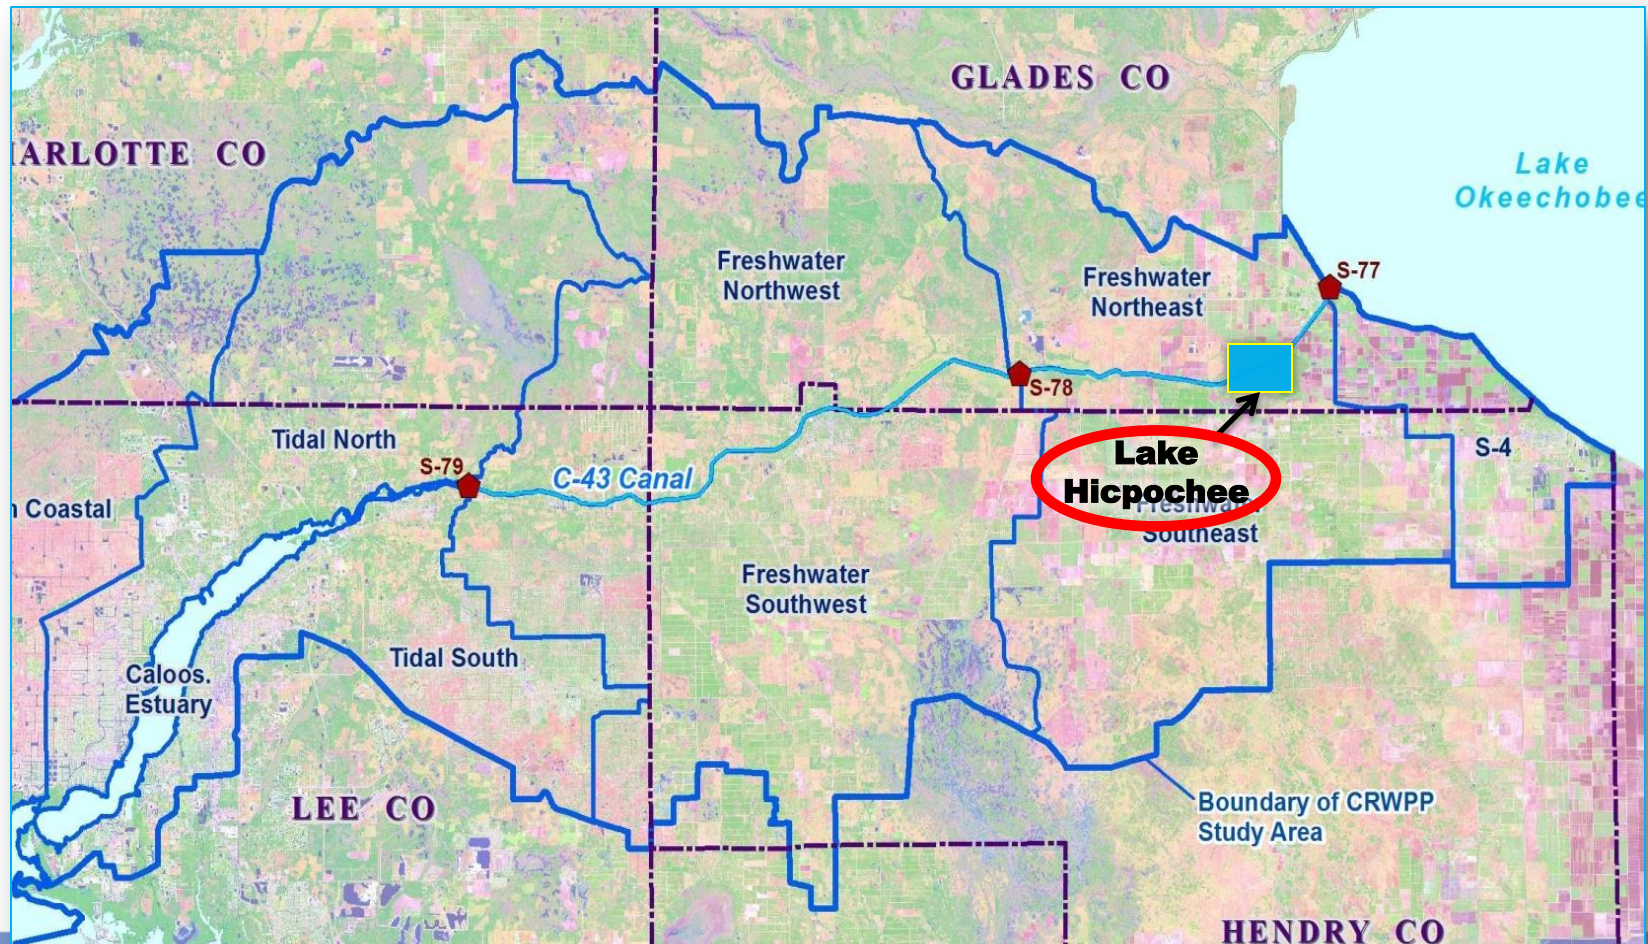 GLADES CO
ARLOTTE CO
Lake
Okeechobee
Freshwater
Northwest
Freshwater
Northeast
S-77
S-78
Tidal North
S-79
C-43 Canal
Lake
Hicpochee
S-4
n Coastal
Freshwater
Southeast
Freshwater
Southwest
Tidal South
Caloos.
Estuary
LEE CO
Boundary of CRWPP
Study Area
HENDRY CO